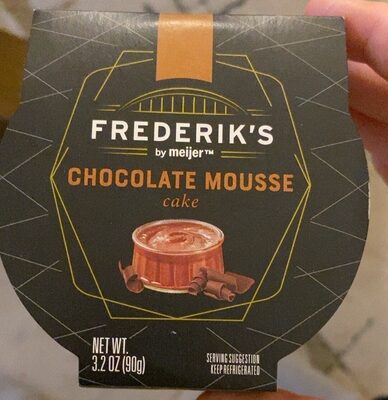 FREDERIK'S
by meijer™
CHOCOLATE MOUSSE
cake
NET WT.
3.2 OZ (90g)
SERVING SUGGESTION
KEEP REFRIGERATED